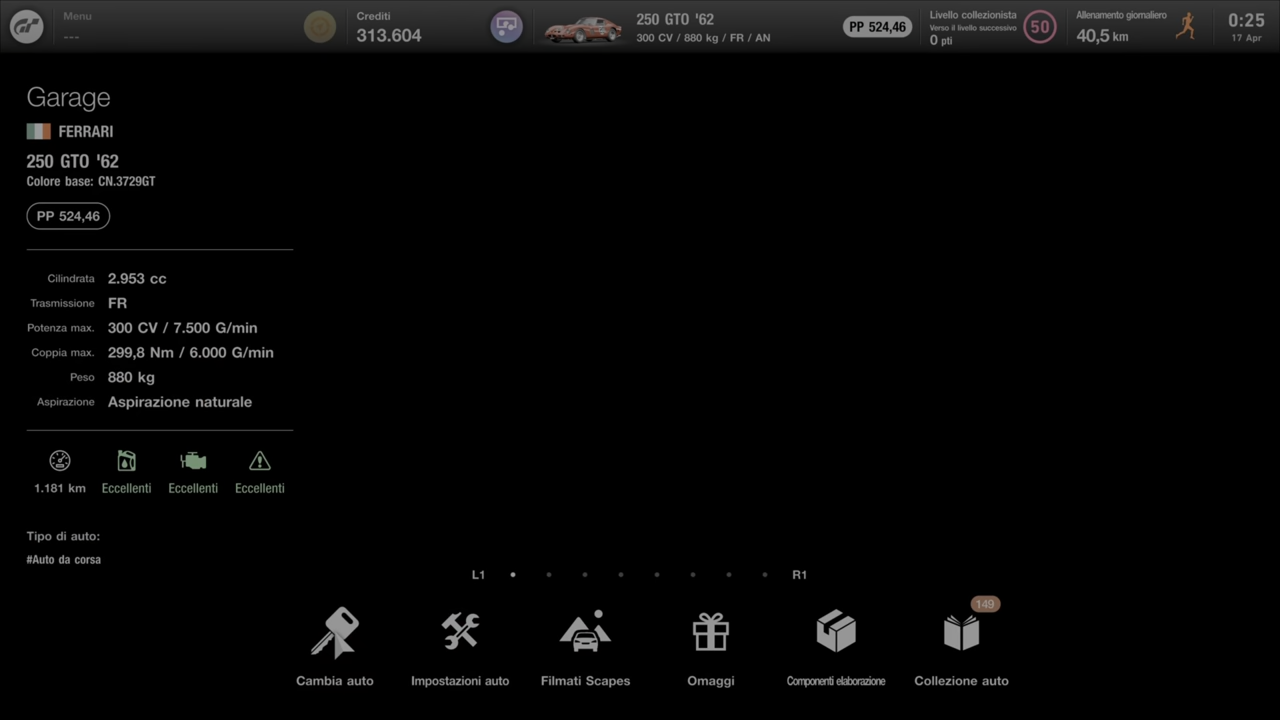 Menu
---
Crediti
313.604
250 GTO '62
300 CV / 880 kg / FR / AN
PP 524,46
Livello collezionista
Verso il livello successivo
0 pti
50
Allenamento giornaliero
40,5 km
0:25
17 Apr
Garage
FERRARI
250 GTO '62
Colore base: CN.3729GT
PP 524,46
Cilindrata 2.953 cc
Trasmissione FR
Potenza max. 300 CV / 7.500 G/min
Coppia max. 299,8 Nm / 6.000 G/min
Peso 880 kg
Aspirazione Aspirazione naturale
1.181 km Eccellenti Eccellenti Eccellenti
Tipo di auto:
#Auto da corsa
L1 R1
149
Cambia auto Impostazioni auto Filmati Scapes Omaggi Componenti elaborazione Collezione auto